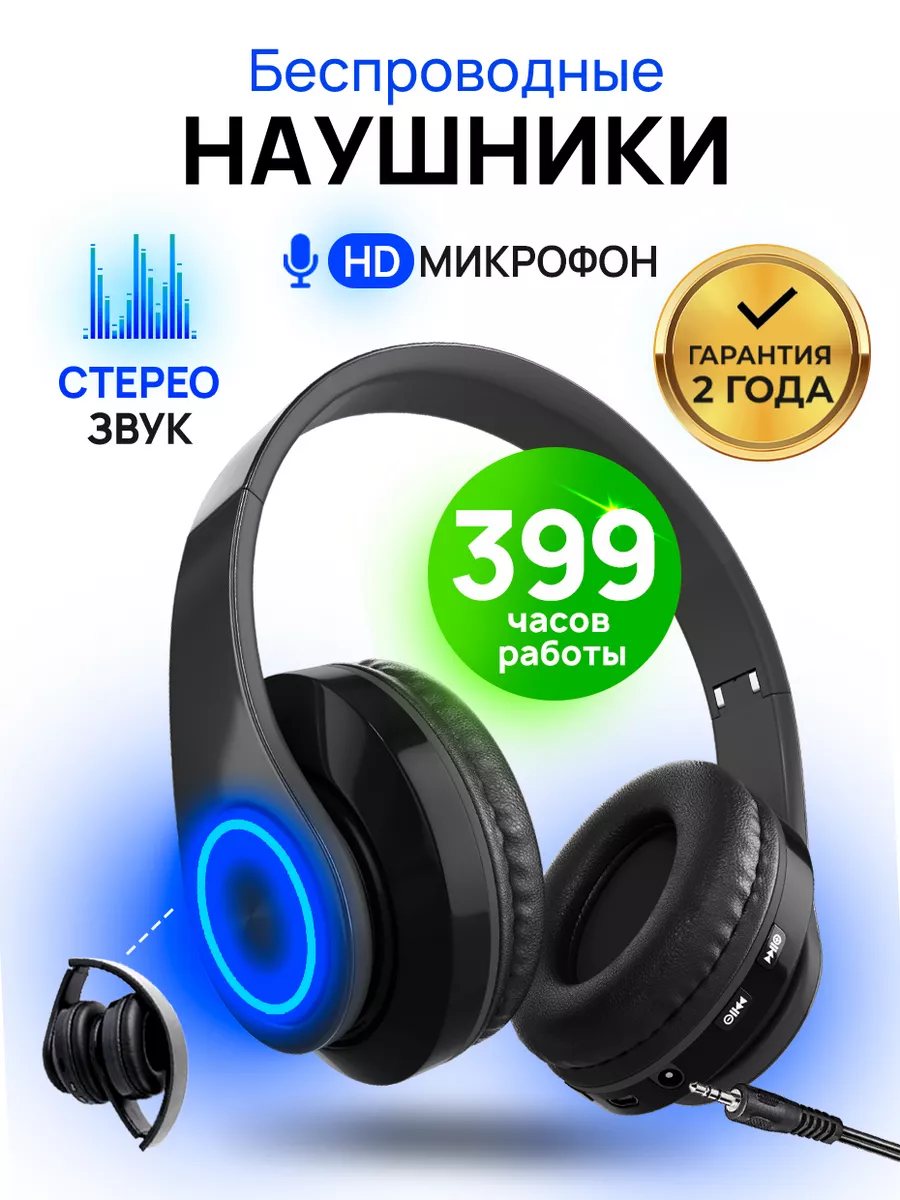 Беспроводные
НАУШНИКИ
HD МИКРОФОН
СТЕРЕО
ЗВУК
ГАРАНТИЯ
2 ГОДА
399
часов
работы